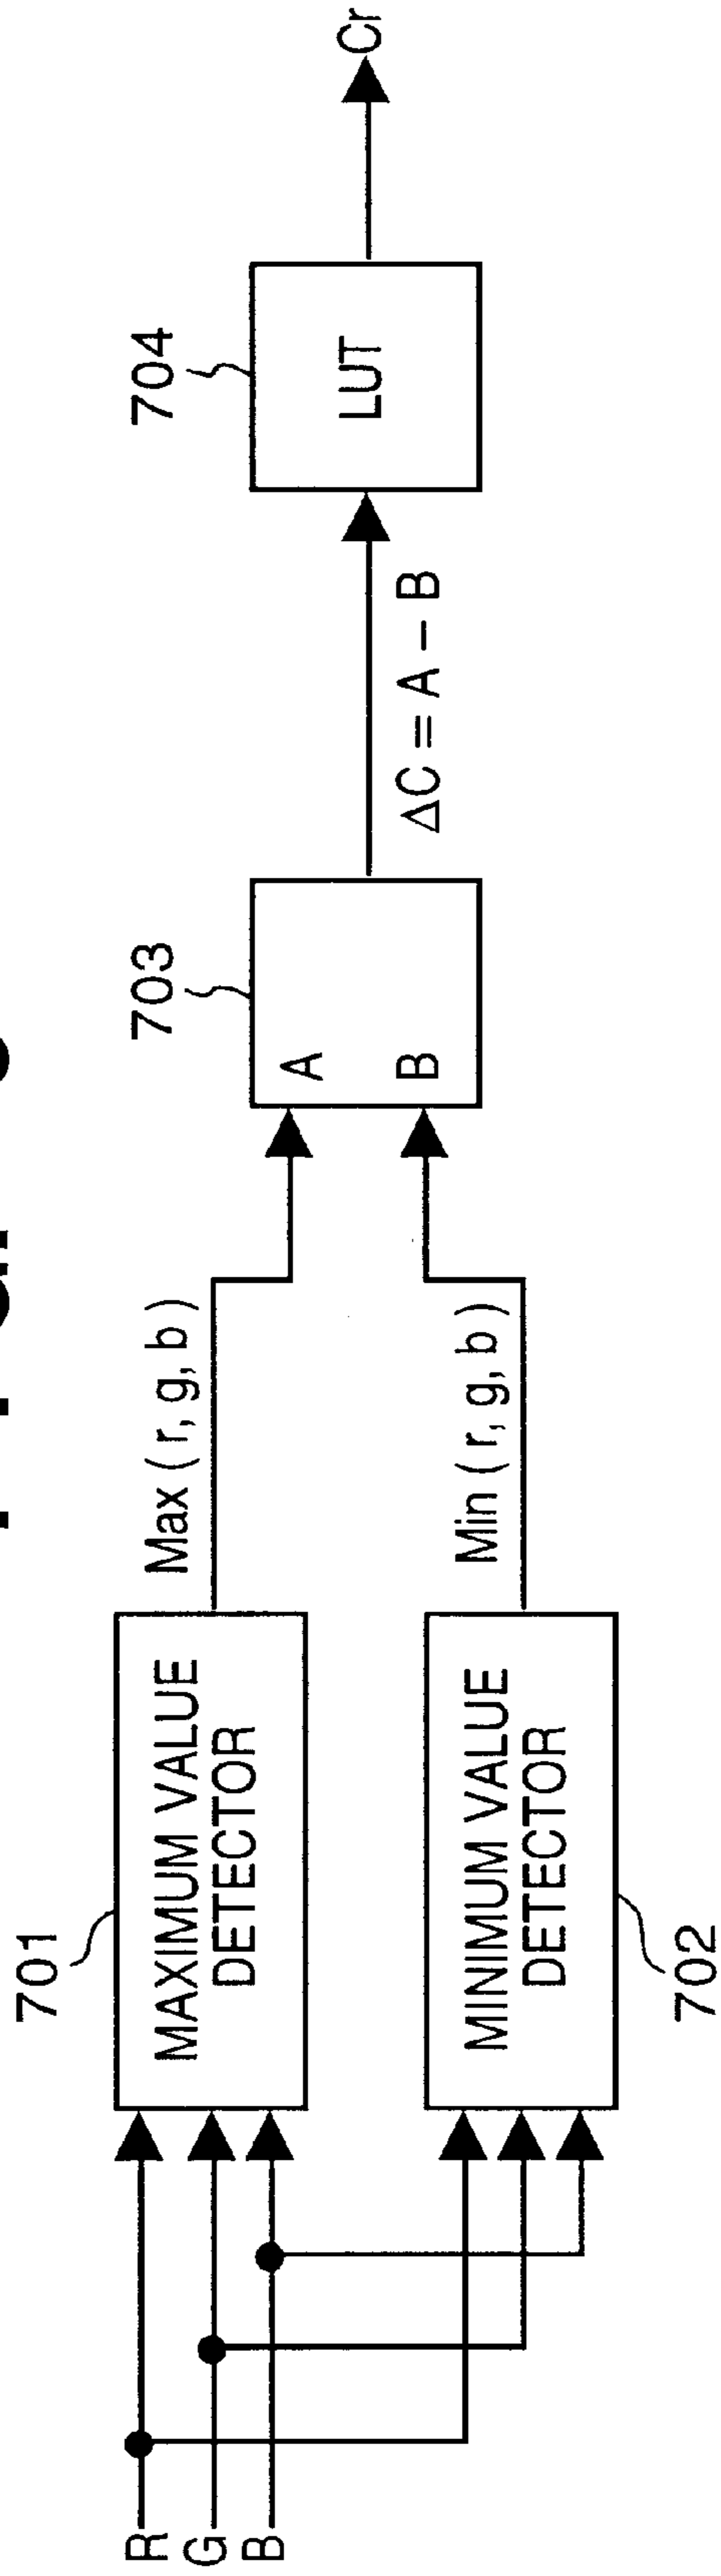 R
G
B
701
MAXIMUM VALUE
DETECTOR
702
MINIMUM VALUE
DETECTOR
Max ( r, g, b )
Min ( r, g, b )
703
A
B
ΔC = A − B
704
LUT
Cr